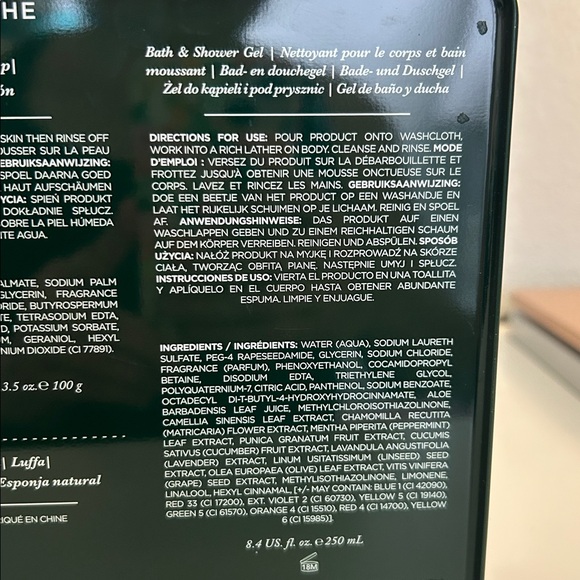 HE
p|
ón
SKIN THEN RINSE OFF
OUSSER SUR LA PEAU
EBRUIKSAANWIJZING:
SPOEL DAARNA GOED
HAUT AUFSCHÄUMEN
YCIA: SPIEŃ PRODUKT
DOKŁADNIE SPŁUCZ.
OBRE LA PIEL HÚMEDA
ITE AGUA.
ALMATE, SODIUM PALM
GLYCERIN, FRAGRANCE
RIDE, BUTYROSPERMUM
TE, TETRASODIUM EDTA,
D, POTASSIUM SORBATE,
M, GERANIOL, HEXYL
NIUM DIOXIDE (CI 77891).
3.5 oz. ℮ 100 g
| Luffa|
Esponja natural
RIQUÉ EN CHINE
Bath & Shower Gel | Nettoyant pour le corps et bain
moussant | Bad- en douchegel | Bade- und Duschgel |
Żel do kąpieli i pod prysznic | Gel de baño y ducha
DIRECTIONS FOR USE: POUR PRODUCT ONTO WASHCLOTH,
WORK INTO A RICH LATHER ON BODY. CLEANSE AND RINSE. MODE
D'EMPLOI : VERSEZ DU PRODUIT SUR LA DÉBARBOUILLETTE ET
FROTTEZ JUSQU'À OBTENIR UNE MOUSSE ONCTUEUSE SUR LE
CORPS. LAVEZ ET RINCEZ LES MAINS. GEBRUIKSAANWIJZING:
DOE EEN BEETJE VAN HET PRODUCT OP EEN WASHANDJE EN
LAAT HET RIJKELIJK SCHUIMEN OP JE LICHAAM. REINIG EN SPOEL
AF. ANWENDUNGSHINWEISE: DAS PRODUKT AUF EINEN
WASCHLAPPEN GEBEN UND ZU EINEM REICHHALTIGEN SCHAUM
AUF DEM KÖRPER VERREIBEN. REINIGEN UND ABSPÜLEN. SPOSÓB
UŻYCIA: NAŁÓŻ PRODUKT NA MYJKĘ I ROZPROWADŹ NA SKÓRZE
CIAŁA, TWORZĄC OBFITĄ PIANĘ. NASTĘPNIE UMYJ I SPŁUCZ.
INSTRUCCIONES DE USO: VIERTA EL PRODUCTO EN UNA TOALLITA
Y APLÍQUELO EN EL CUERPO HASTA OBTENER ABUNDANTE
ESPUMA. LIMPIE Y ENJUAGUE.
INGREDIENTS / INGRÉDIENTS: WATER (AQUA), SODIUM LAURETH
SULFATE, PEG-4 RAPESEEDAMIDE, GLYCERIN, SODIUM CHLORIDE,
FRAGRANCE (PARFUM), PHENOXYETHANOL, COCAMIDOPROPYL
BETAINE, DISODIUM EDTA, TRIETHYLENE GLYCOL,
POLYQUATERNIUM-7, CITRIC ACID, PANTHENOL, SODIUM BENZOATE,
OCTADECYL DI-T-BUTYL-4-HYDROXYHYDROCINNAMATE, ALOE
BARBADENSIS LEAF JUICE, METHYLCHLOROISOTHIAZOLINONE,
CAMELLIA SINENSIS LEAF EXTRACT, CHAMOMILLA RECUTITA
(MATRICARIA) FLOWER EXTRACT, MENTHA PIPERITA (PEPPERMINT)
LEAF EXTRACT, PUNICA GRANATUM FRUIT EXTRACT, CUCUMIS
SATIVUS (CUCUMBER) FRUIT EXTRACT, LAVANDULA ANGUSTIFOLIA
(LAVENDER) EXTRACT, LINUM USITATISSIMUM (LINSEED) SEED
EXTRACT, OLEA EUROPAEA (OLIVE) LEAF EXTRACT, VITIS VINIFERA
(GRAPE) SEED EXTRACT, METHYLISOTHIAZOLINONE, LIMONENE,
LINALOOL, HEXYL CINNAMAL, [+/- MAY CONTAIN: BLUE 1 (CI 42090),
RED 33 (CI 17200), EXT. VIOLET 2 (CI 60730), YELLOW 5 (CI 19140),
GREEN 5 (CI 61570), ORANGE 4 (CI 15510), RED 4 (CI 14700), YELLOW
6 (CI 15985)].
8.4 US. fl. oz. ℮ 250 mL
18M